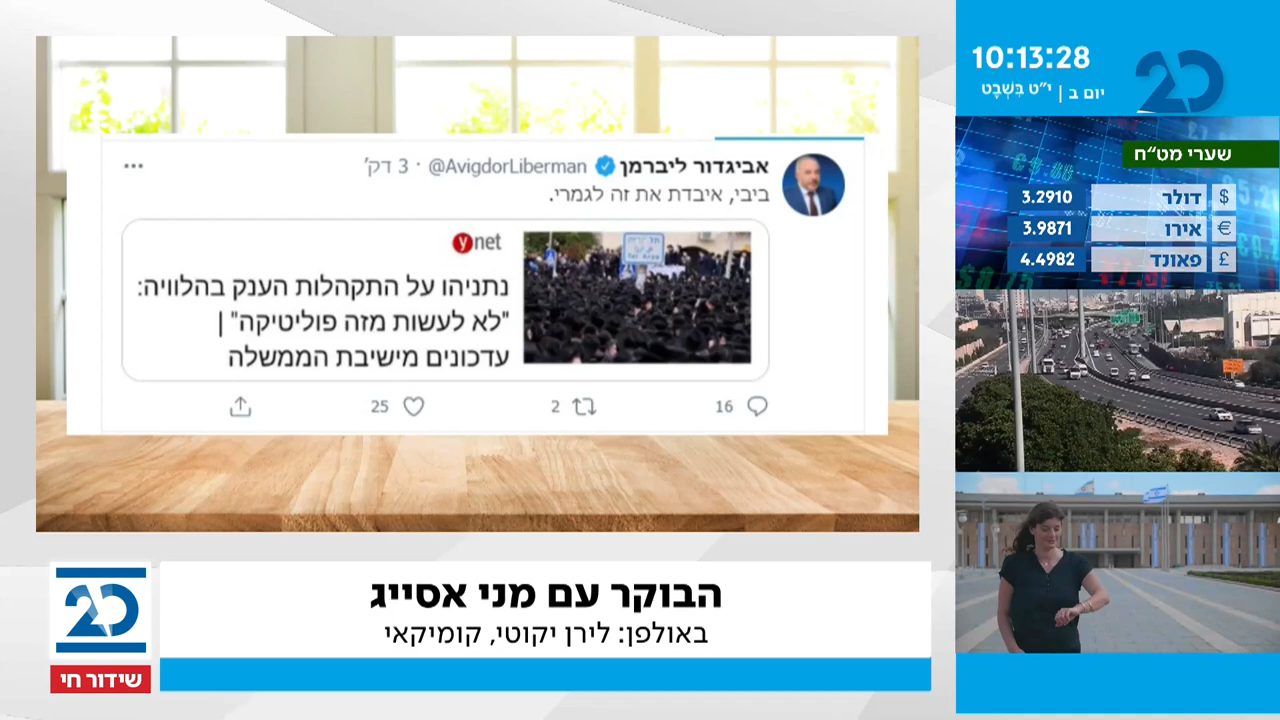 10:13:28
יום ב | י"ט בִּשְׁבָט
20
שערי מט"ח
$ דולר 3.2910
€ אירו 3.9871
£ פאונד 4.4982
אביגדור ליברמן @AvigdorLiberman · 3 דק'
ביבי, איבדת את זה לגמרי.
ynet
נתניהו על התקהלות הענק בהלוויה:
"לא לעשות מזה פוליטיקה" |
עדכונים מישיבת הממשלה
16 2 25
הבוקר עם מני אסייג
באולפן: לירן יקוטי, קומיקאי
20
שידור חי